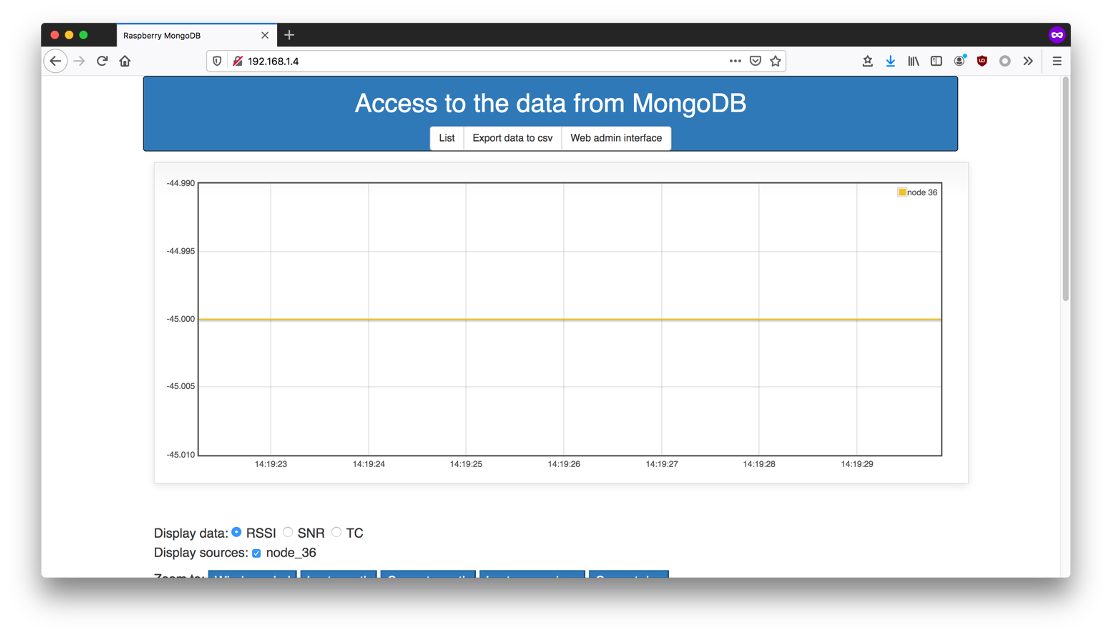 Raspberry MongoDB
192.168.1.4
Access to the data from MongoDB
List Export data to csv Web admin interface
-44.990
node 36
-44.995
-45.000
-45.005
-45.010
14:19:23 14:19:24 14:19:25 14:19:26 14:19:27 14:19:28 14:19:29
Display data: RSSI SNR TC
Display sources: node_36
Zoom to: